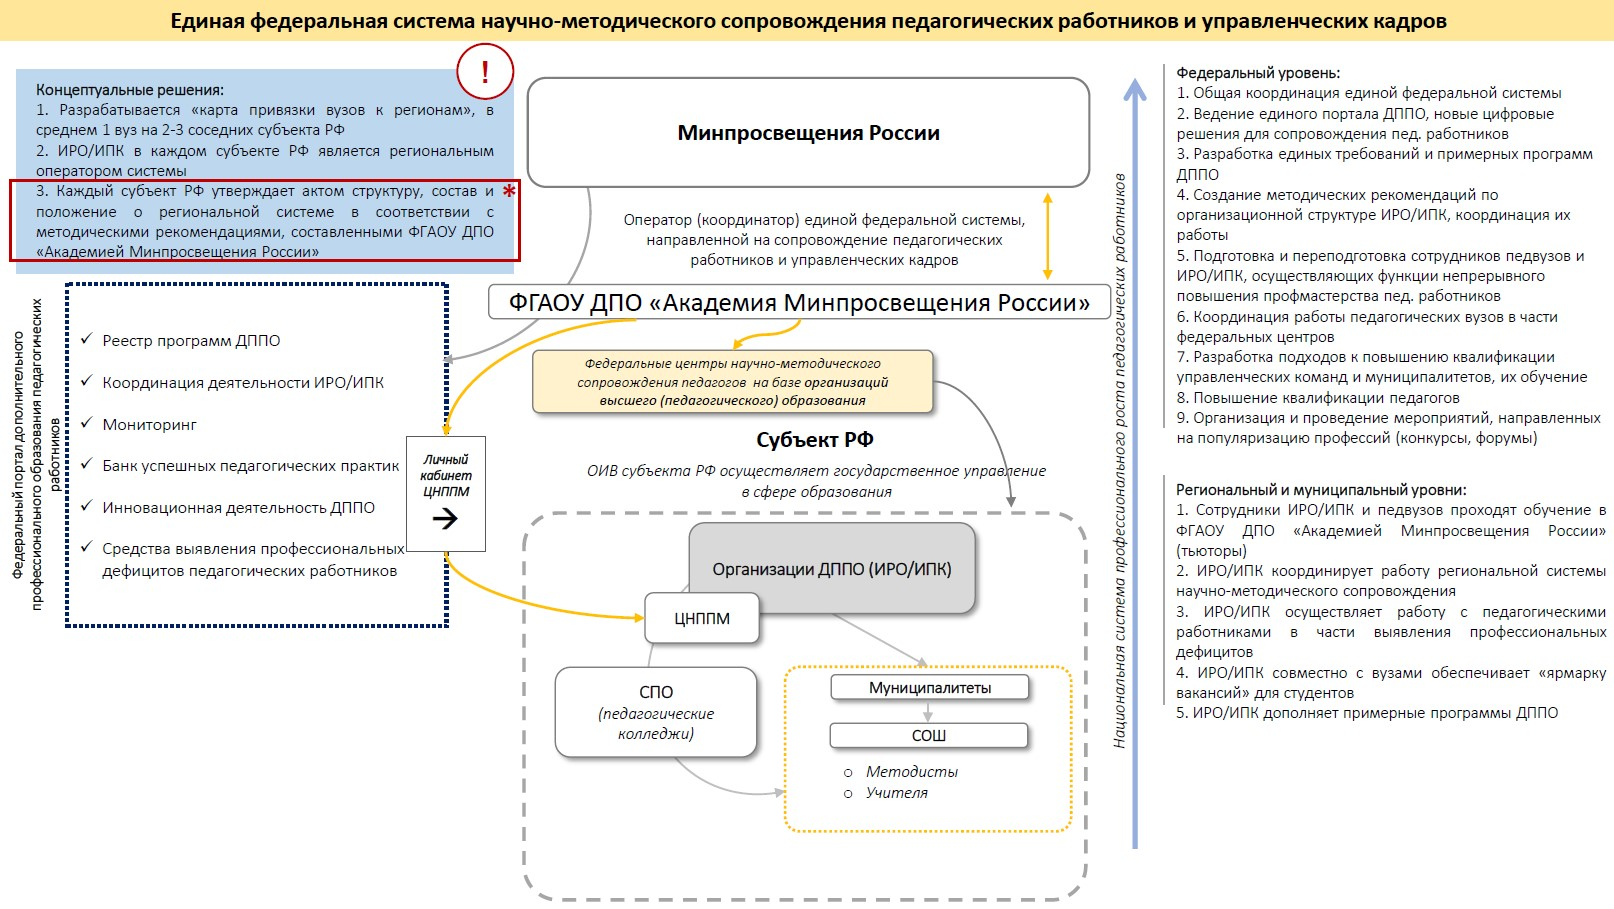 Единая федеральная система научно-методического сопровождения педагогических работников и управленческих кадров
!
Концептуальные решения:
1. Разрабатывается «карта привязки вузов к регионам», в
среднем 1 вуз на 2-3 соседних субъекта РФ
2. ИРО/ИПК в каждом субъекте РФ является региональным
оператором системы
3. Каждый субъект РФ утверждает актом структуру, состав и *
положение о региональной системе в соответствии с
методическими рекомендациями, составленными ФГАОУ ДПО
«Академией Минпросвещения России»
Федеральный портал дополнительного
профессионального образования педагогических
работников
✓ Реестр программ ДППО
✓ Координация деятельности ИРО/ИПК
✓ Мониторинг
✓ Банк успешных педагогических практик
✓ Инновационная деятельность ДППО
✓ Средства выявления профессиональных
дефицитов педагогических работников
Личный
кабинет
ЦНППМ
→
Минпросвещения России
Оператор (координатор) единой федеральной системы,
направленной на сопровождение педагогических
работников и управленческих кадров
ФГАОУ ДПО «Академия Минпросвещения России»
Федеральные центры научно-методического
сопровождения педагогов на базе организаций
высшего (педагогического) образования
Субъект РФ
ОИВ субъекта РФ осуществляет государственное управление
в сфере образования
Организации ДППО (ИРО/ИПК)
ЦНППМ
СПО
(педагогические
колледжи)
Муниципалитеты
СОШ
o Методисты
o Учителя
Национальная система профессионального роста педагогических работников
Федеральный уровень:
1. Общая координация единой федеральной системы
2. Ведение единого портала ДППО, новые цифровые
решения для сопровождения пед. работников
3. Разработка единых требований и примерных программ
ДППО
4. Создание методических рекомендаций по
организационной структуре ИРО/ИПК, координация их
работы
5. Подготовка и переподготовка сотрудников педвузов и
ИРО/ИПК, осуществляющих функции непрерывного
повышения профмастерства пед. работников
6. Координация работы педагогических вузов в части
федеральных центров
7. Разработка подходов к повышению квалификации
управленческих команд и муниципалитетов, их обучение
8. Повышение квалификации педагогов
9. Организация и проведение мероприятий, направленных
на популяризацию профессий (конкурсы, форумы)
Региональный и муниципальный уровни:
1. Сотрудники ИРО/ИПК и педвузов проходят обучение в
ФГАОУ ДПО «Академией Минпросвещения России»
(тьюторы)
2. ИРО/ИПК координирует работу региональной системы
научно-методического сопровождения
3. ИРО/ИПК осуществляет работу с педагогическими
работниками в части выявления профессиональных
дефицитов
4. ИРО/ИПК совместно с вузами обеспечивает «ярмарку
вакансий» для студентов
5. ИРО/ИПК дополняет примерные программы ДППО